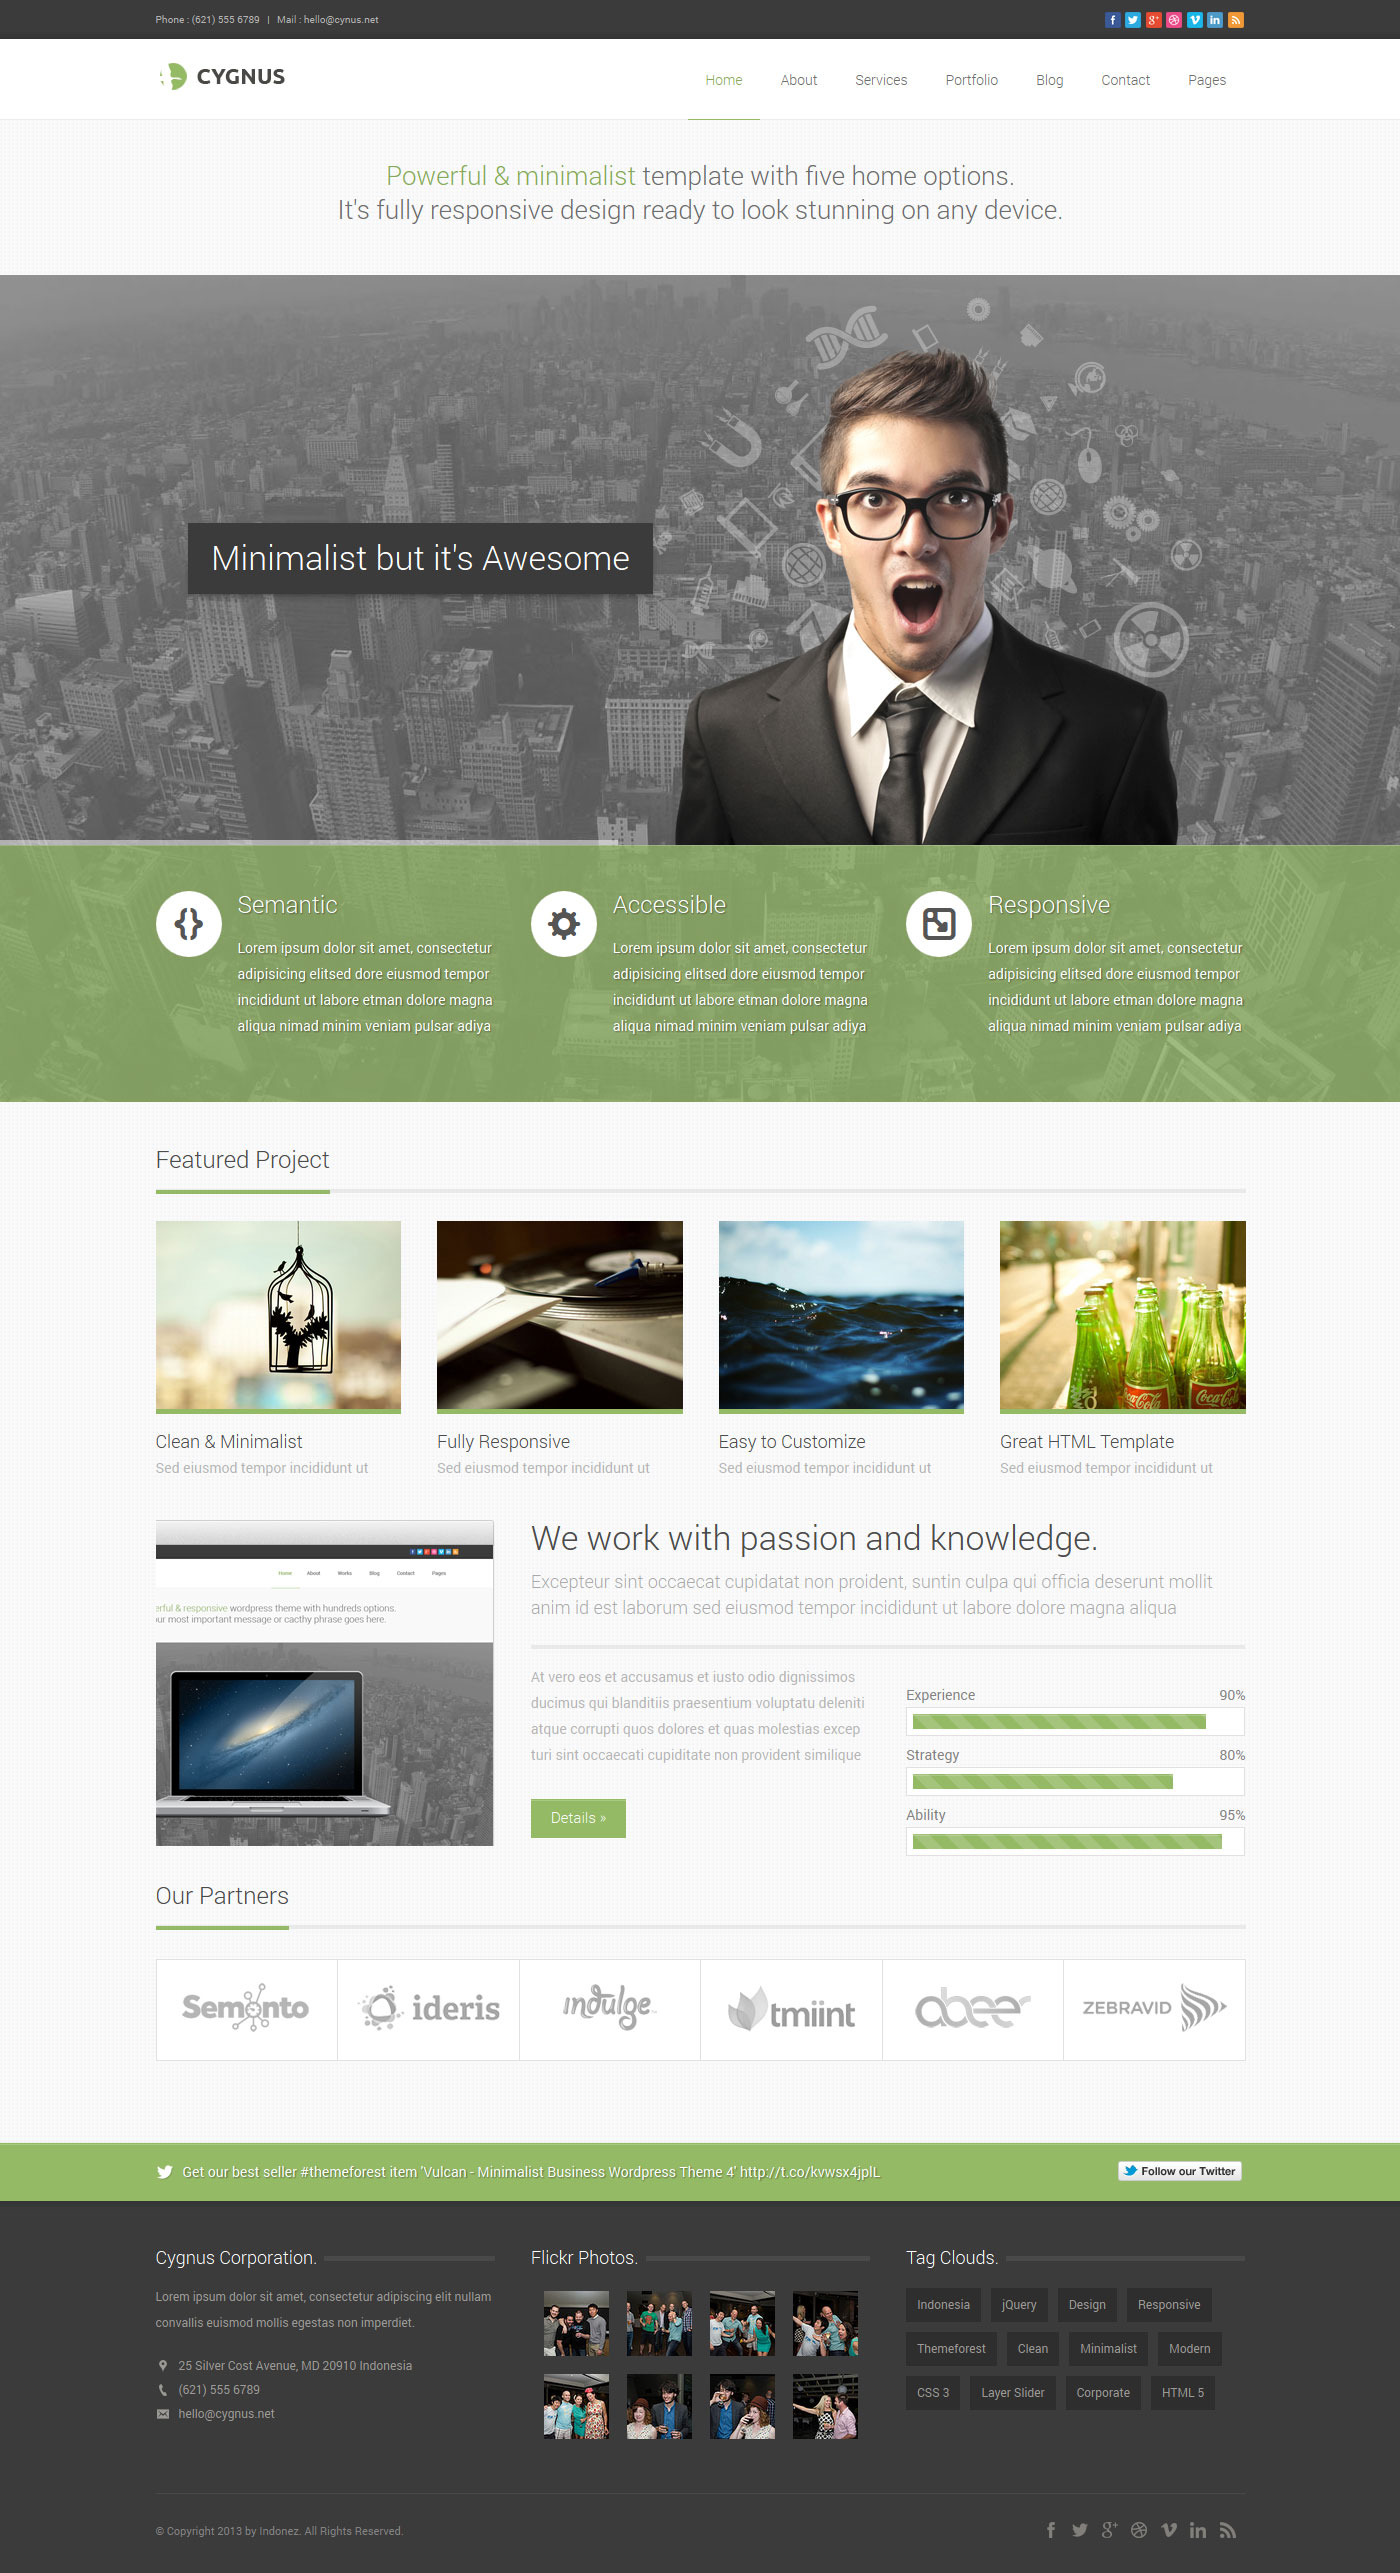 Phone : (621) 555 6789 | Mail : hello@cynus.net
CYGNUS
Home About Services Portfolio Blog Contact Pages
Powerful & minimalist template with five home options.
It's fully responsive design ready to look stunning on any device.
Minimalist but it's Awesome
Semantic
Lorem ipsum dolor sit amet, consectetur
adipisicing elitsed dore eiusmod tempor
incididunt ut labore etman dolore magna
aliqua nimad minim veniam pulsar adiya
Accessible
Lorem ipsum dolor sit amet, consectetur
adipisicing elitsed dore eiusmod tempor
incididunt ut labore etman dolore magna
aliqua nimad minim veniam pulsar adiya
Responsive
Lorem ipsum dolor sit amet, consectetur
adipisicing elitsed dore eiusmod tempor
incididunt ut labore etman dolore magna
aliqua nimad minim veniam pulsar adiya
Featured Project
Coca-Cola Coca-Cola
Clean & Minimalist
Sed eiusmod tempor incididunt ut
Fully Responsive
Sed eiusmod tempor incididunt ut
Easy to Customize
Sed eiusmod tempor incididunt ut
Great HTML Template
Sed eiusmod tempor incididunt ut
Home About Works Blog Contact Pages
erful & responsive wordpress theme with hundreds options.
ur most important message or cacthy phrase goes here.
We work with passion and knowledge.
Excepteur sint occaecat cupidatat non proident, suntin culpa qui officia deserunt mollit
anim id est laborum sed eiusmod tempor incididunt ut labore dolore magna aliqua
At vero eos et accusamus et iusto odio dignissimos
ducimus qui blanditiis praesentium voluptatu deleniti
atque corrupti quos dolores et quas molestias excep
turi sint occaecati cupiditate non provident similique
Details »
Experience 90%
Strategy 80%
Ability 95%
Our Partners
Semonto
ideris
indulge
tmiint
abeer
ZEBRAVID
Get our best seller #themeforest item 'Vulcan - Minimalist Business Wordpress Theme 4' http://t.co/kvwsx4jplL
Follow our Twitter
Cygnus Corporation.
Lorem ipsum dolor sit amet, consectetur adipiscing elit nullam
convallis euismod mollis egestas non imperdiet.
25 Silver Cost Avenue, MD 20910 Indonesia
(621) 555 6789
hello@cygnus.net
Flickr Photos.
Tag Clouds.
Indonesia jQuery Design Responsive
Themeforest Clean Minimalist Modern
CSS 3 Layer Slider Corporate HTML 5
© Copyright 2013 by Indonez. All Rights Reserved.